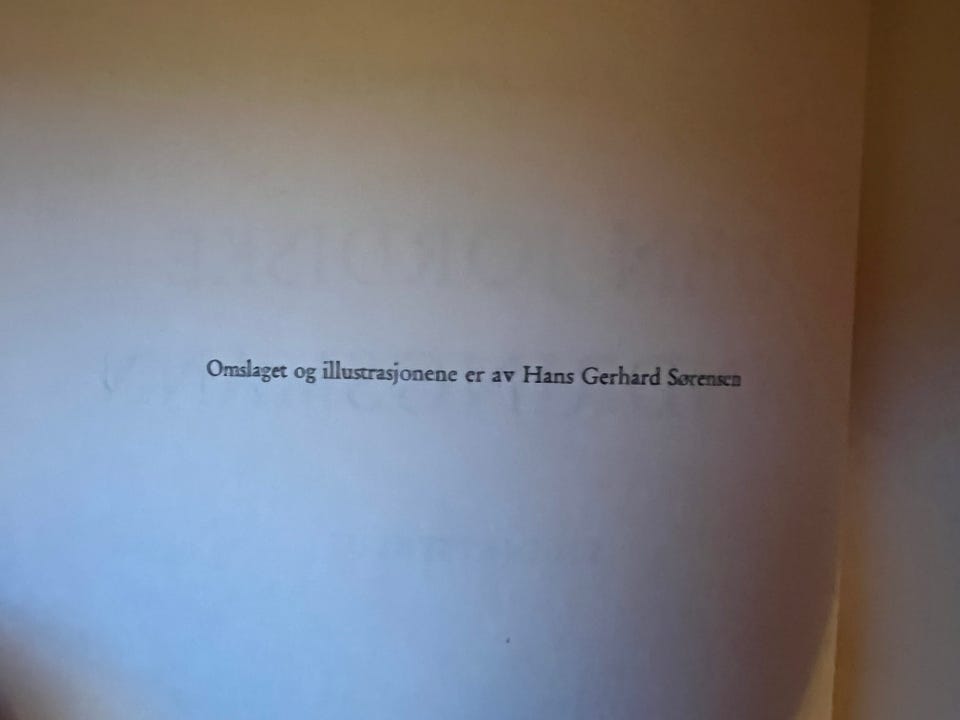 Omslaget og illustrasjonene er av Hans Gerhard Sørensen